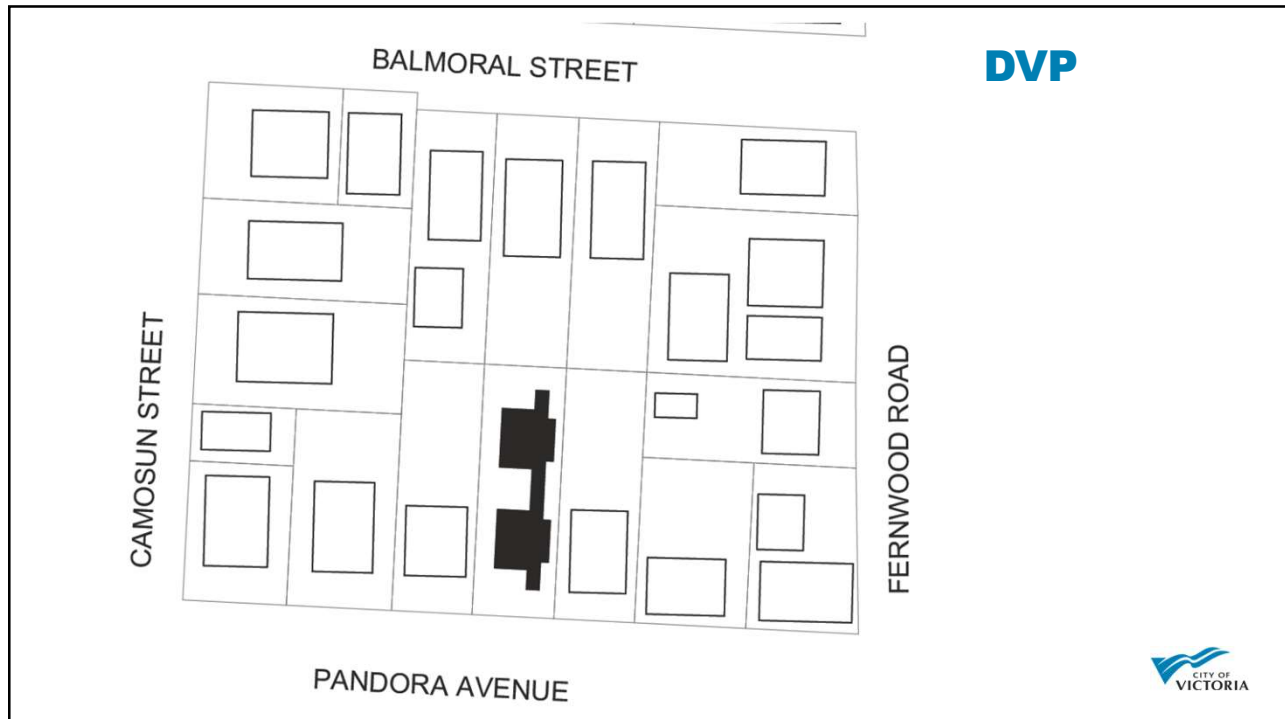 BALMORAL STREET
DVP
CAMOSUN STREET
FERNWOOD ROAD
PANDORA AVENUE
CITY OF
VICTORIA